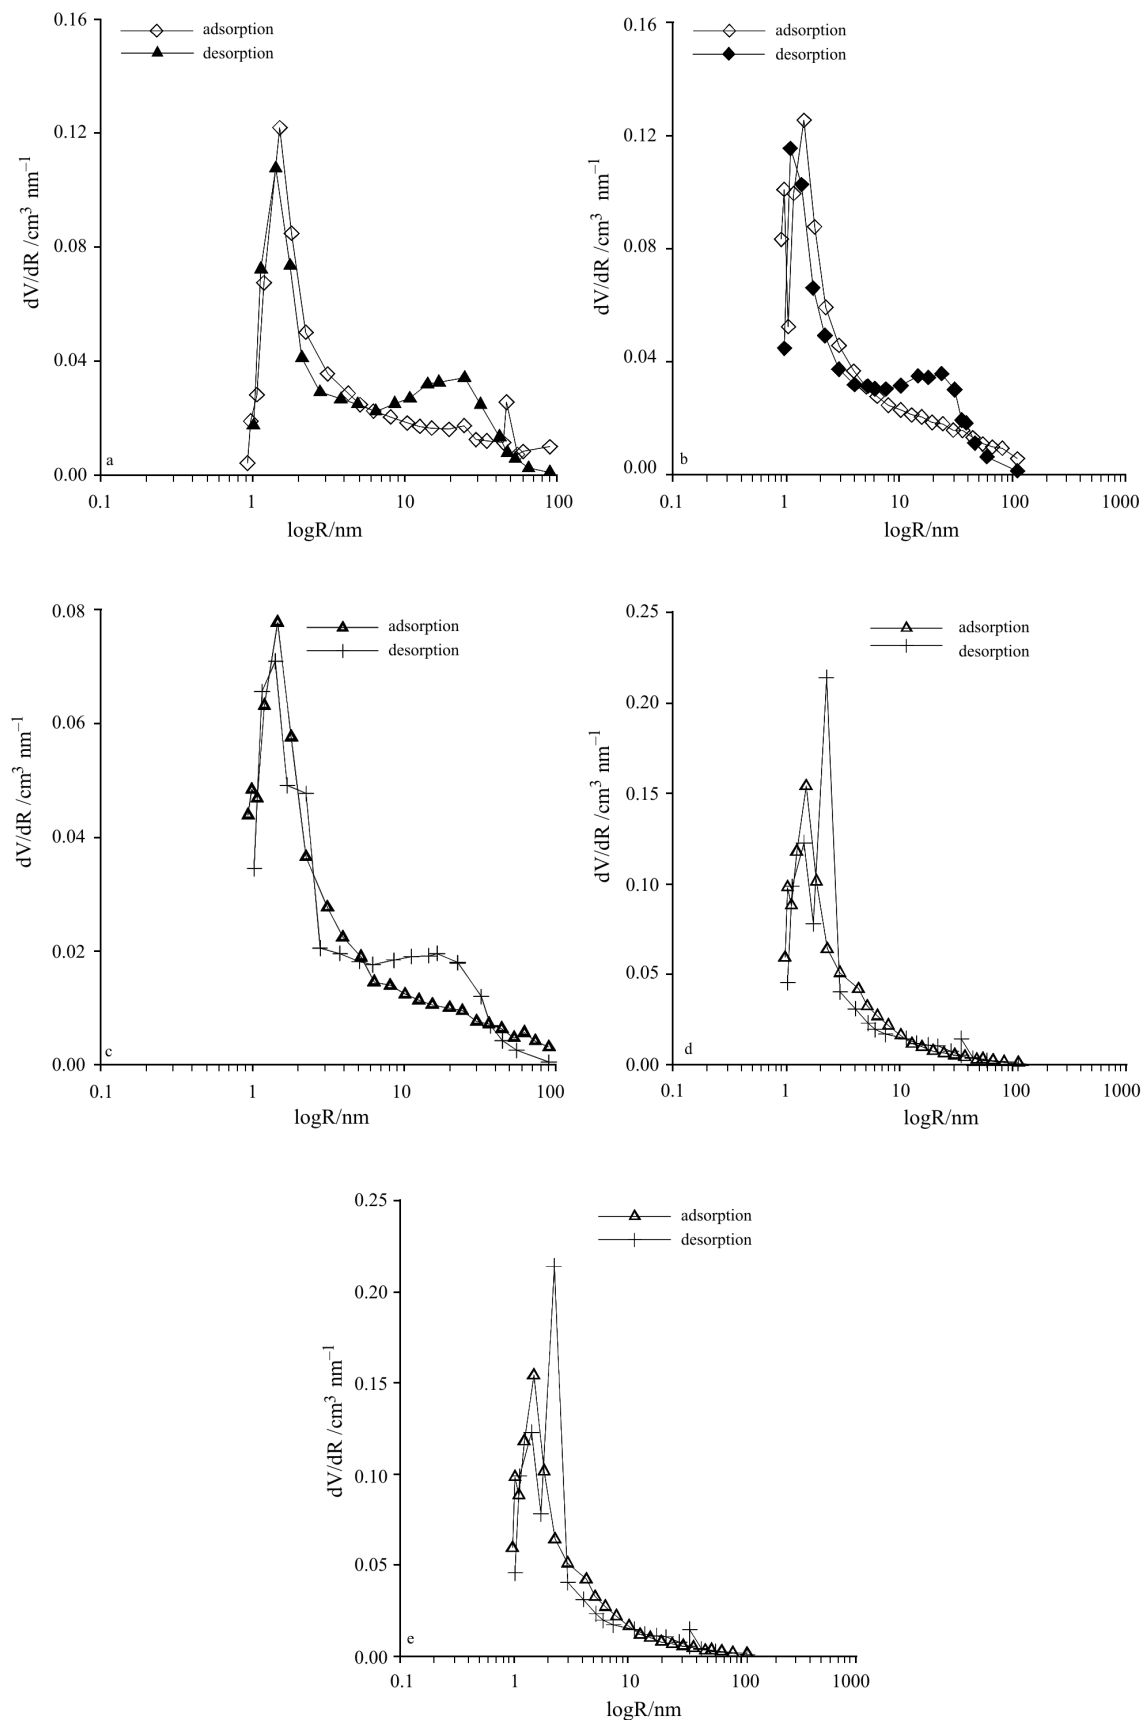 0.16
adsorption
desorption
0.12
0.08
0.04
0.00
dV/dR /cm³ nm⁻¹
a
0.1 1 10 100
logR/nm
0.16
adsorption
desorption
0.12
0.08
0.04
0.00
dV/dR /cm³ nm⁻¹
b
0.1 1 10 100 1000
logR/nm
0.08
adsorption
desorption
0.06
0.04
0.02
0.00
dV/dR /cm³ nm⁻¹
c
0.1 1 10 100
logR/nm
0.25
adsorption
desorption
0.20
0.15
0.10
0.05
0.00
dV/dR /cm³ nm⁻¹
d
0.1 1 10 100 1000
logR/nm
0.25
adsorption
desorption
0.20
0.15
0.10
0.05
0.00
dV/dR /cm³ nm⁻¹
e
0.1 1 10 100 1000
logR/nm